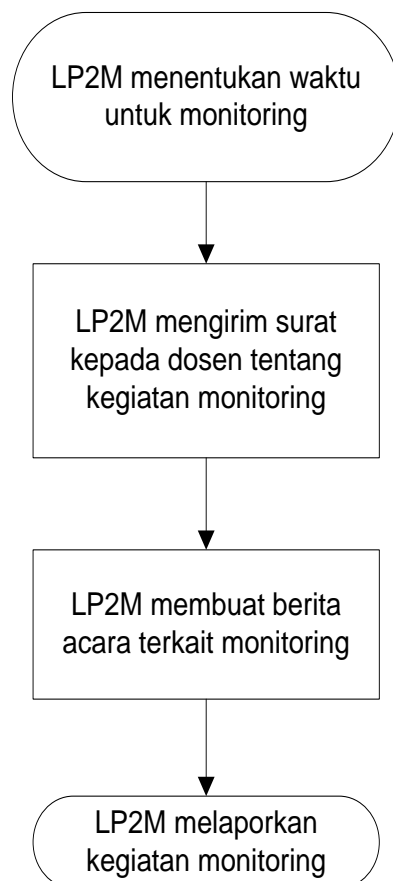 LP2M menentukan waktu
untuk monitoring
LP2M mengirim surat
kepada dosen tentang
kegiatan monitoring
LP2M membuat berita
acara terkait monitoring
LP2M melaporkan
kegiatan monitoring